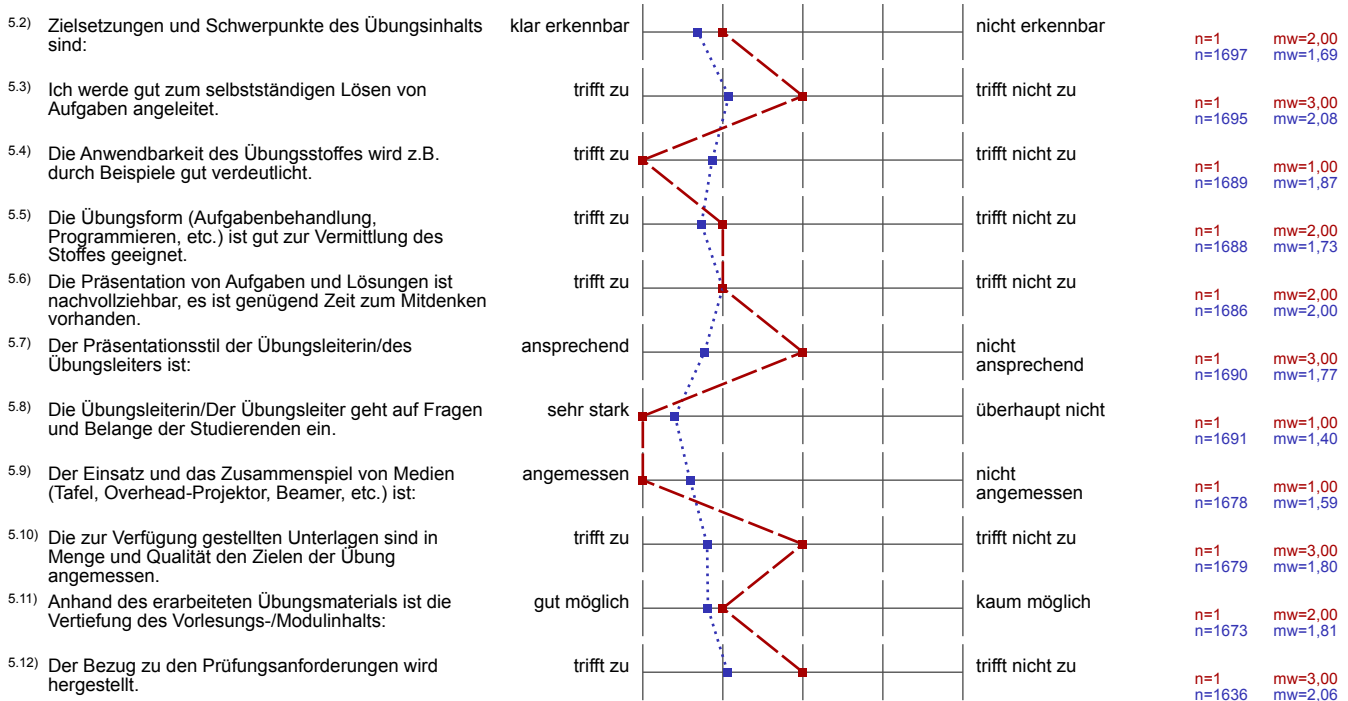 5.2) Zielsetzungen und Schwerpunkte des Übungsinhalts sind:
klar erkennbar
nicht erkennbar
n=1 mw=2,00
n=1697 mw=1,69
5.3) Ich werde gut zum selbstständigen Lösen von
Aufgaben angeleitet.
trifft zu
trifft nicht zu
n=1 mw=3,00
n=1695 mw=2,08
5.4) Die Anwendbarkeit des Übungsstoffes wird z.B.
durch Beispiele gut verdeutlicht.
trifft zu
trifft nicht zu
n=1 mw=1,00
n=1689 mw=1,87
5.5) Die Übungsform (Aufgabenbehandlung,
Programmieren, etc.) ist gut zur Vermittlung des
Stoffes geeignet.
trifft zu
trifft nicht zu
n=1 mw=2,00
n=1688 mw=1,73
5.6) Die Präsentation von Aufgaben und Lösungen ist
nachvollziehbar, es ist genügend Zeit zum Mitdenken
vorhanden.
trifft zu
trifft nicht zu
n=1 mw=2,00
n=1686 mw=2,00
5.7) Der Präsentationsstil der Übungsleiterin/des
Übungsleiters ist:
ansprechend
nicht
ansprechend
n=1 mw=3,00
n=1690 mw=1,77
5.8) Die Übungsleiterin/Der Übungsleiter geht auf Fragen
und Belange der Studierenden ein.
sehr stark
überhaupt nicht
n=1 mw=1,00
n=1691 mw=1,40
5.9) Der Einsatz und das Zusammenspiel von Medien
(Tafel, Overhead-Projektor, Beamer, etc.) ist:
angemessen
nicht
angemessen
n=1 mw=1,00
n=1678 mw=1,59
5.10) Die zur Verfügung gestellten Unterlagen sind in
Menge und Qualität den Zielen der Übung
angemessen.
trifft zu
trifft nicht zu
n=1 mw=3,00
n=1679 mw=1,80
5.11) Anhand des erarbeiteten Übungsmaterials ist die
Vertiefung des Vorlesungs-/Modulinhalts:
gut möglich
kaum möglich
n=1 mw=2,00
n=1673 mw=1,81
5.12) Der Bezug zu den Prüfungsanforderungen wird
hergestellt.
trifft zu
trifft nicht zu
n=1 mw=3,00
n=1636 mw=2,06